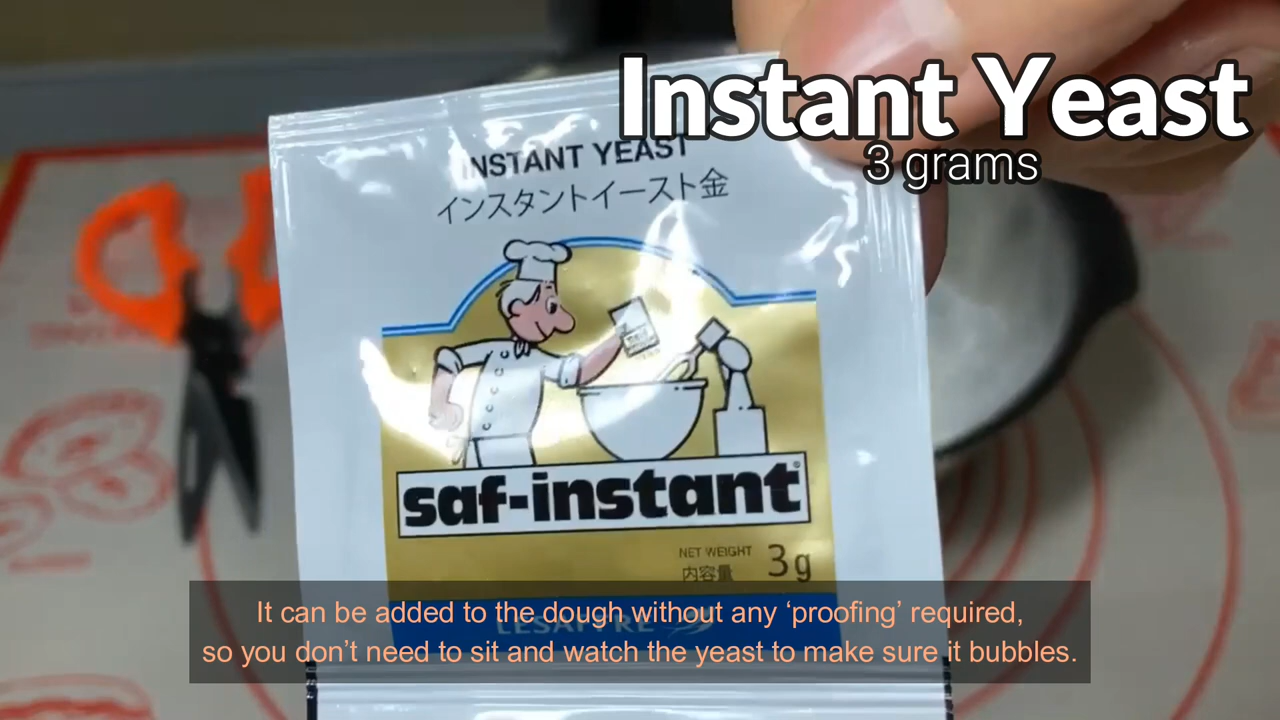 Instant Yeast
3 grams
INSTANT YEAST
インスタントイースト金
saf-instant
NET WEIGHT 3g
内容量
LESAFFRE
It can be added to the dough without any ‘proofing’ required,
so you don’t need to sit and watch the yeast to make sure it bubbles.